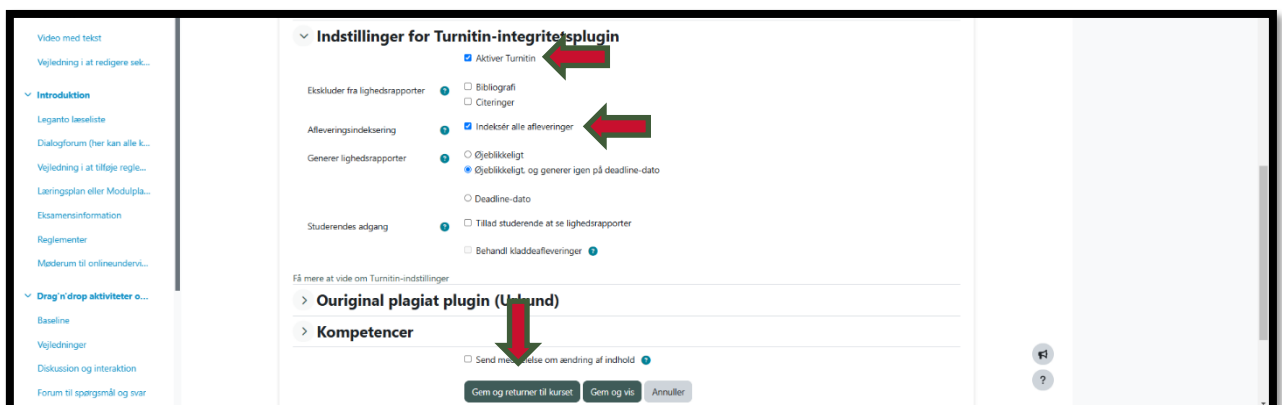 Video med tekst
Vejledning i at redigere sek...
Introduktion
Leganto læseliste
Dialogforum (her kan alle k...
Vejledning i at tilføje regle...
Læringsplan eller Modulpla...
Eksamensinformation
Reglementer
Møderum til onlineundervi...
Drag'n'drop aktiviteter o...
Baseline
Vejledninger
Diskussion og interaktion
Forum til spørgsmål og svar
Indstillinger for Turnitin-integritetsplugin
Aktiver Turnitin
Ekskluder fra lighedsrapporter ? Bibliografi
Citeringer
Afleveringsindeksering ? Indeksér alle afleveringer
Generer lighedsrapporter ? Øjeblikkeligt
Øjeblikkeligt, og generer igen på deadline-dato
Deadline-dato
Studerendes adgang ? Tillad studerende at se lighedsrapporter
Behandl kladdeafleveringer ?
Få mere at vide om Turnitin-indstillinger
Ouriginal plagiat plugin (Urkund)
Kompetencer
Send meddelelse om ændring af indhold ?
Gem og returner til kurset Gem og vis Annuller
?